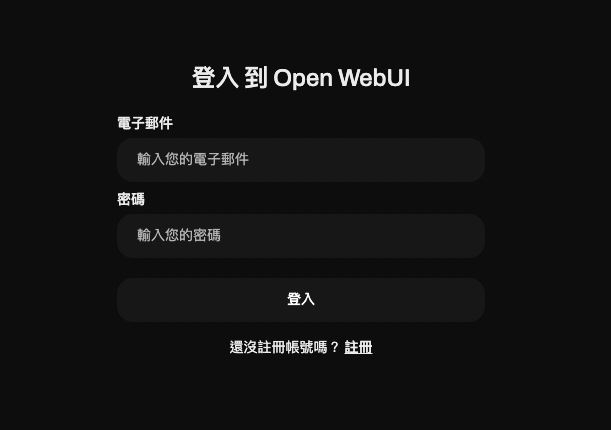 登入 到 Open WebUI
電子郵件
輸入您的電子郵件
密碼
輸入您的密碼
登入
還沒註冊帳號嗎？ 註冊